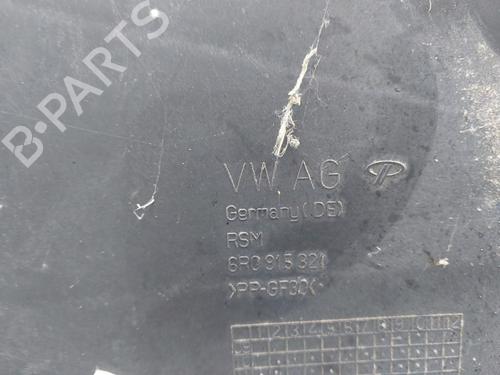 B-PARTS
VW AG
Germany (DE)
RSM
6R0 915 321
>PP-GF30<